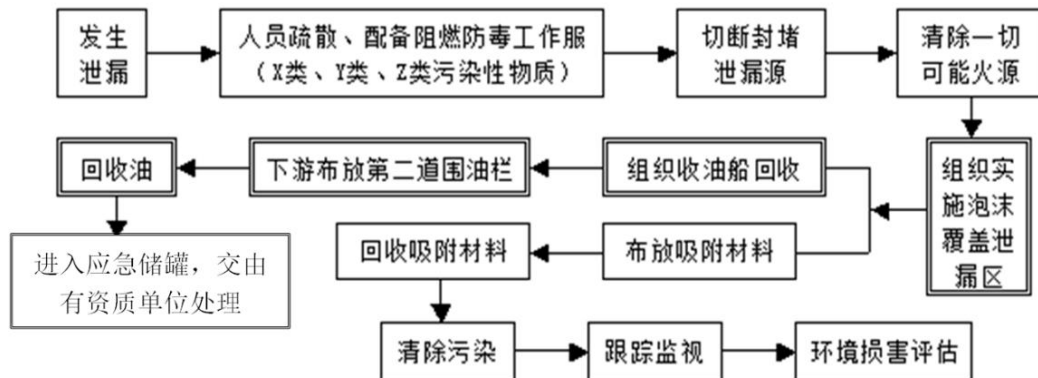 发生
泄漏
人员疏散、配备阻燃防毒工作服
（X类、Y类、Z类污染性物质）
切断封堵
泄漏源
清除一切
可能火源
组织实
施泡沫
覆盖泄
漏区
组织收油船回收
下游布放第二道围油栏
回收油
进入应急储罐，交由
有资质单位处理
布放吸附材料
回收吸附材料
清除污染
跟踪监视
环境损害评估